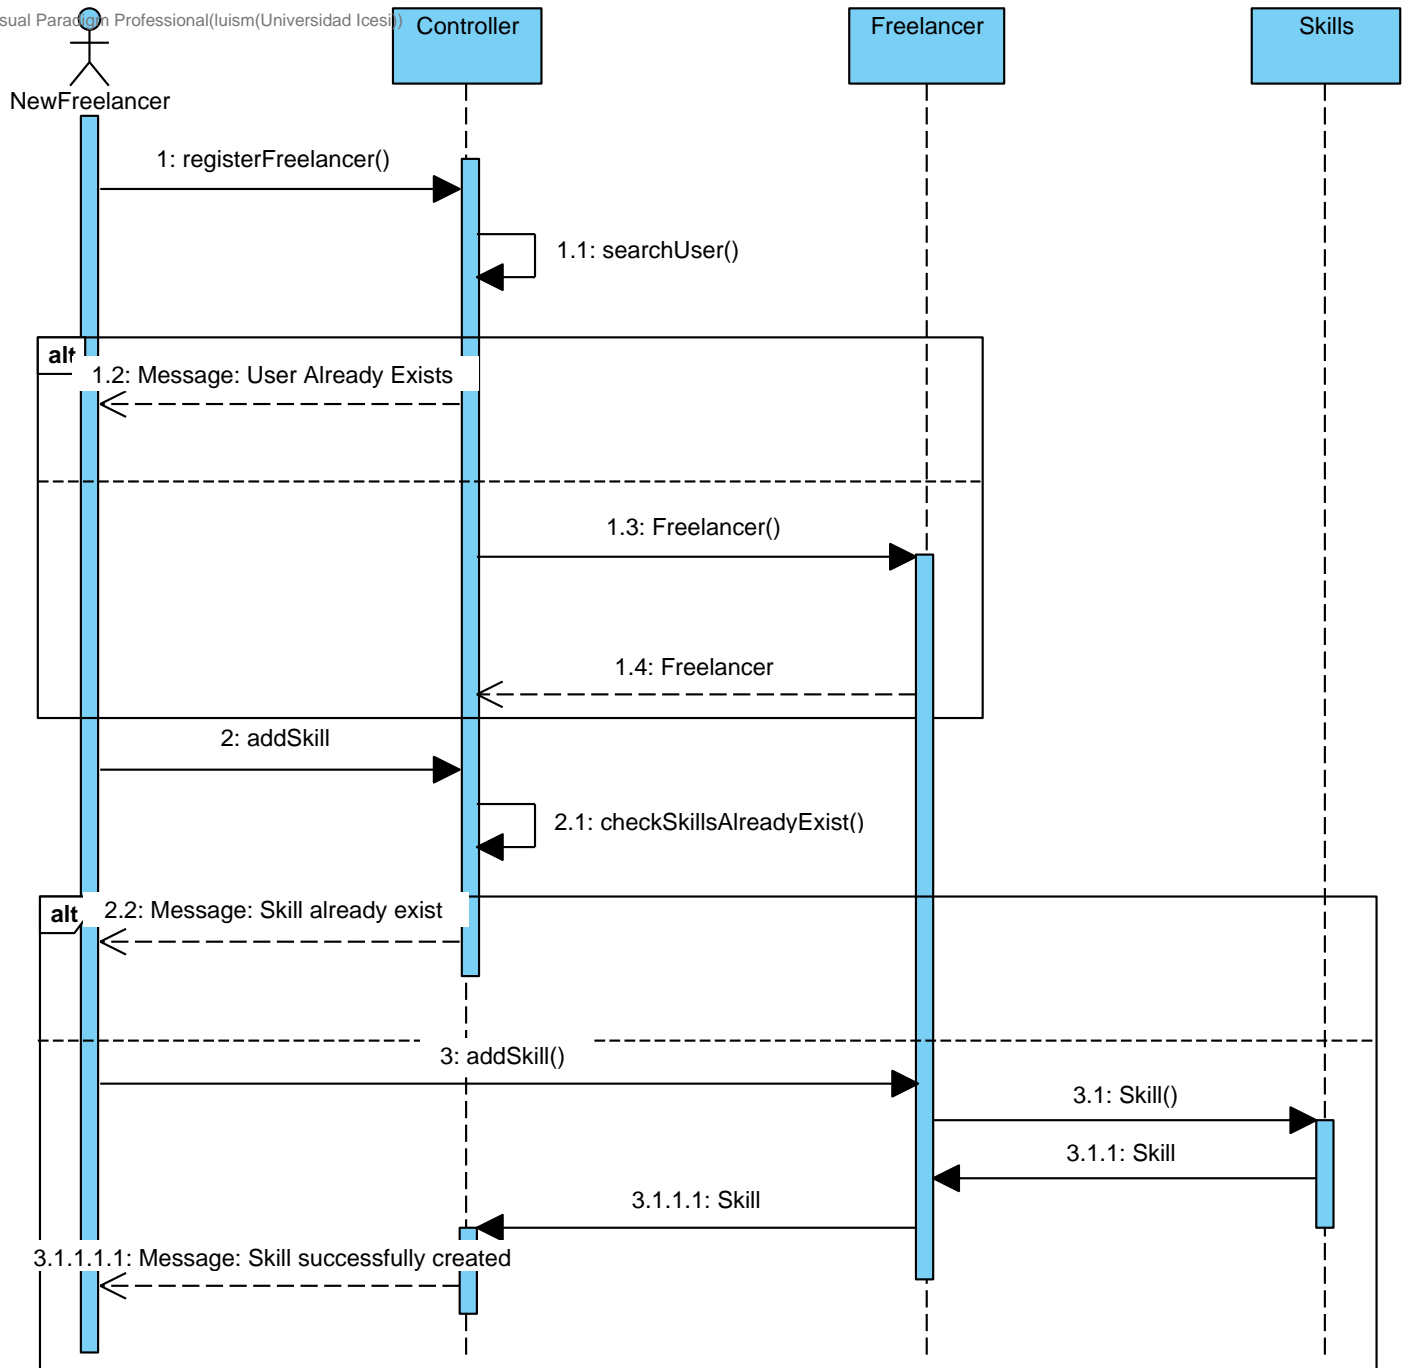 sual Paradigm Professional(luism(Universidad Icesi))
Controller
Freelancer
Skills
NewFreelancer
1: registerFreelancer()
1.1: searchUser()
alt
1.2: Message: User Already Exists
1.3: Freelancer()
1.4: Freelancer
2: addSkill
2.1: checkSkillsAlreadyExist()
alt
2.2: Message: Skill already exist
3: addSkill()
3.1: Skill()
3.1.1: Skill
3.1.1.1: Skill
3.1.1.1.1: Message: Skill successfully created